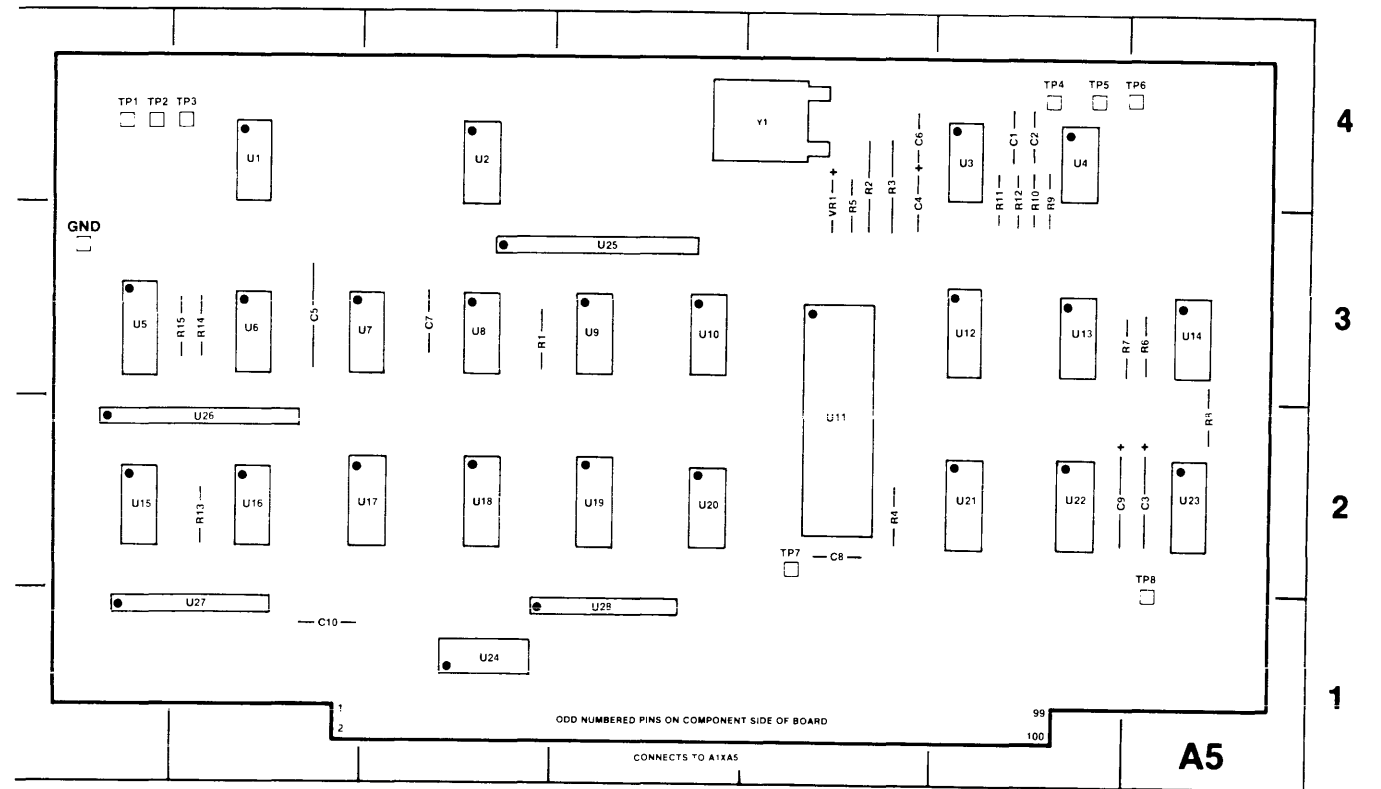 TP1 TP2 TP3
TP4 TP5 TP6
4
Y1
U1
U2
VR1 +
R5
R2
R3
C4 +
C6
U3
R11
C1
R12
C2
R10
R9
U4
GND
U25
U5
R15
R14
U6
C5
U7
C7
U8
R1
U9
U10
U12
U13
R7
R6
U14
3
U26
U11
R8
U15
R13
U16
U17
U18
U19
U20
R4
U21
U22
C9 +
C3 +
U23
2
TP7
C8
TP8
U27
U28
C10
U24
1
1
2
ODD NUMBERED PINS ON COMPONENT SIDE OF BOARD
99
100
CONNECTS TO A1XA5
A5